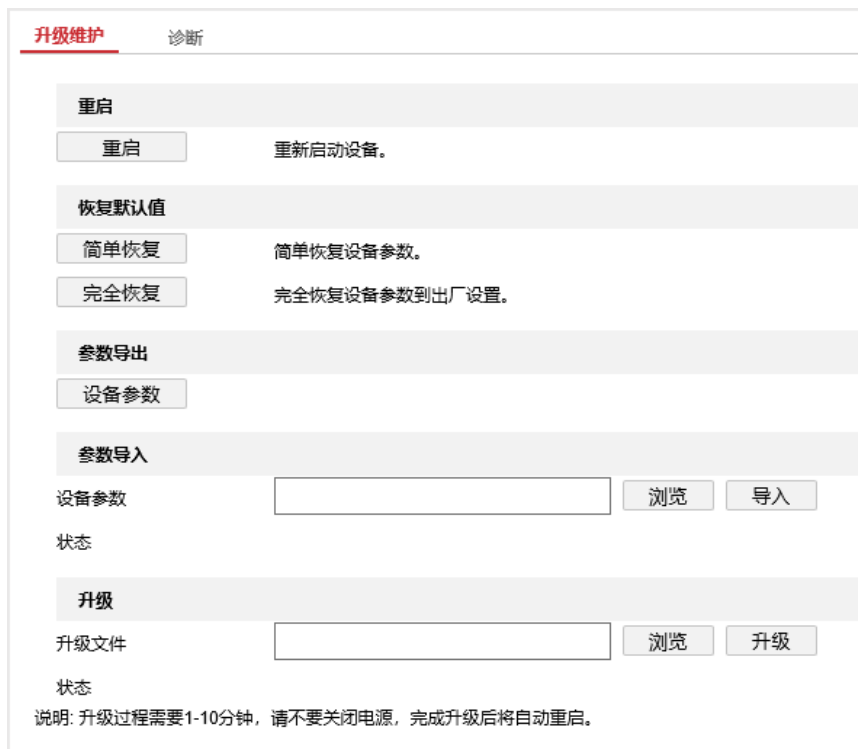 升级维护 诊断
重启
重启 重新启动设备。
恢复默认值
简单恢复 简单恢复设备参数。
完全恢复 完全恢复设备参数到出厂设置。
参数导出
设备参数
参数导入
设备参数 浏览 导入
状态
升级
升级文件 浏览 升级
状态
说明: 升级过程需要1-10分钟，请不要关闭电源，完成升级后将自动重启。